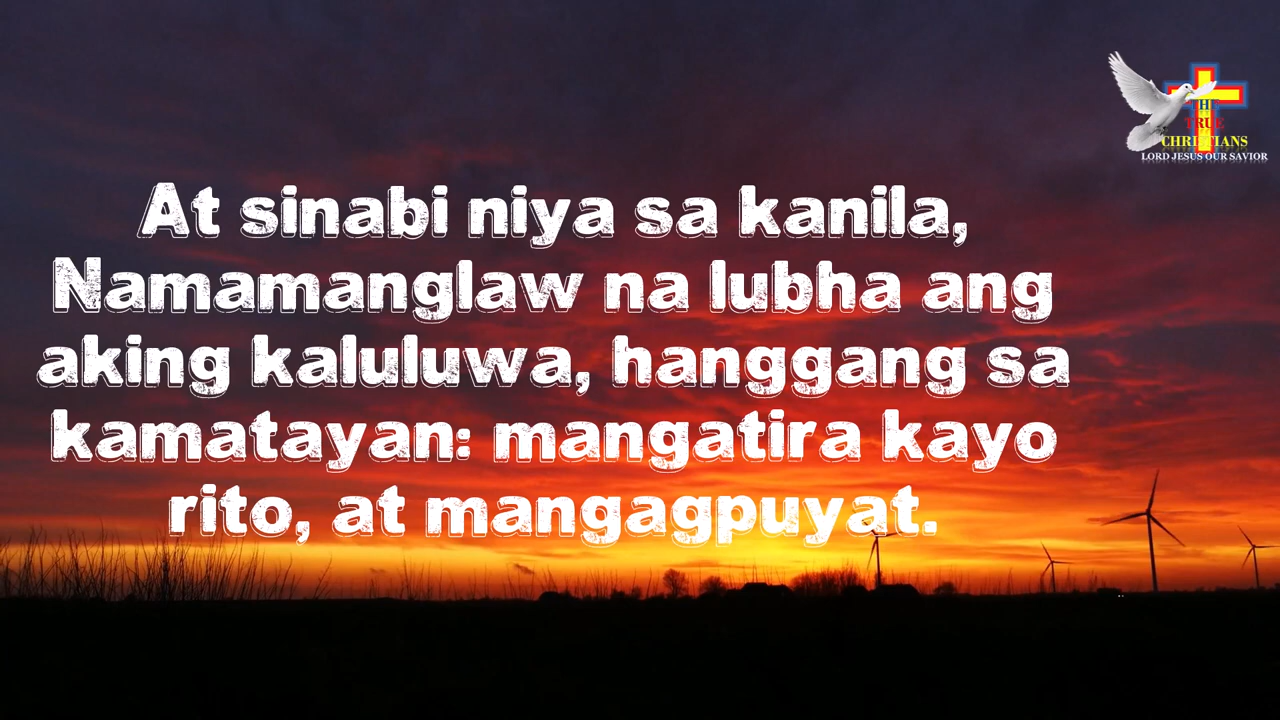 THE
TRUE
CHRISTIANS
LORD JESUS OUR SAVIOR
At sinabi niya sa kanila,
Namamanglaw na lubha ang
aking kaluluwa, hanggang sa
kamatayan: mangatira kayo
rito, at mangagpuyat.